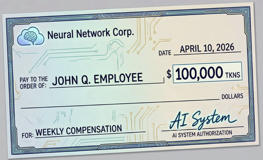 Neural Network Corp.
DATE APRIL 10, 2026
PAY TO THE
ORDER OF: JOHN Q. EMPLOYEE $ 100,000 TKNS
DOLLARS
AI System
FOR: WEEKLY COMPENSATION AI SYSTEM AUTHORIZATION